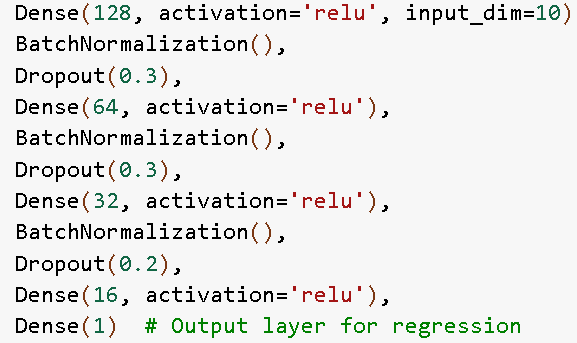 Dense(128, activation='relu', input_dim=10)
BatchNormalization(),
Dropout(0.3),
Dense(64, activation='relu'),
BatchNormalization(),
Dropout(0.3),
Dense(32, activation='relu'),
BatchNormalization(),
Dropout(0.2),
Dense(16, activation='relu'),
Dense(1)  # Output layer for regression